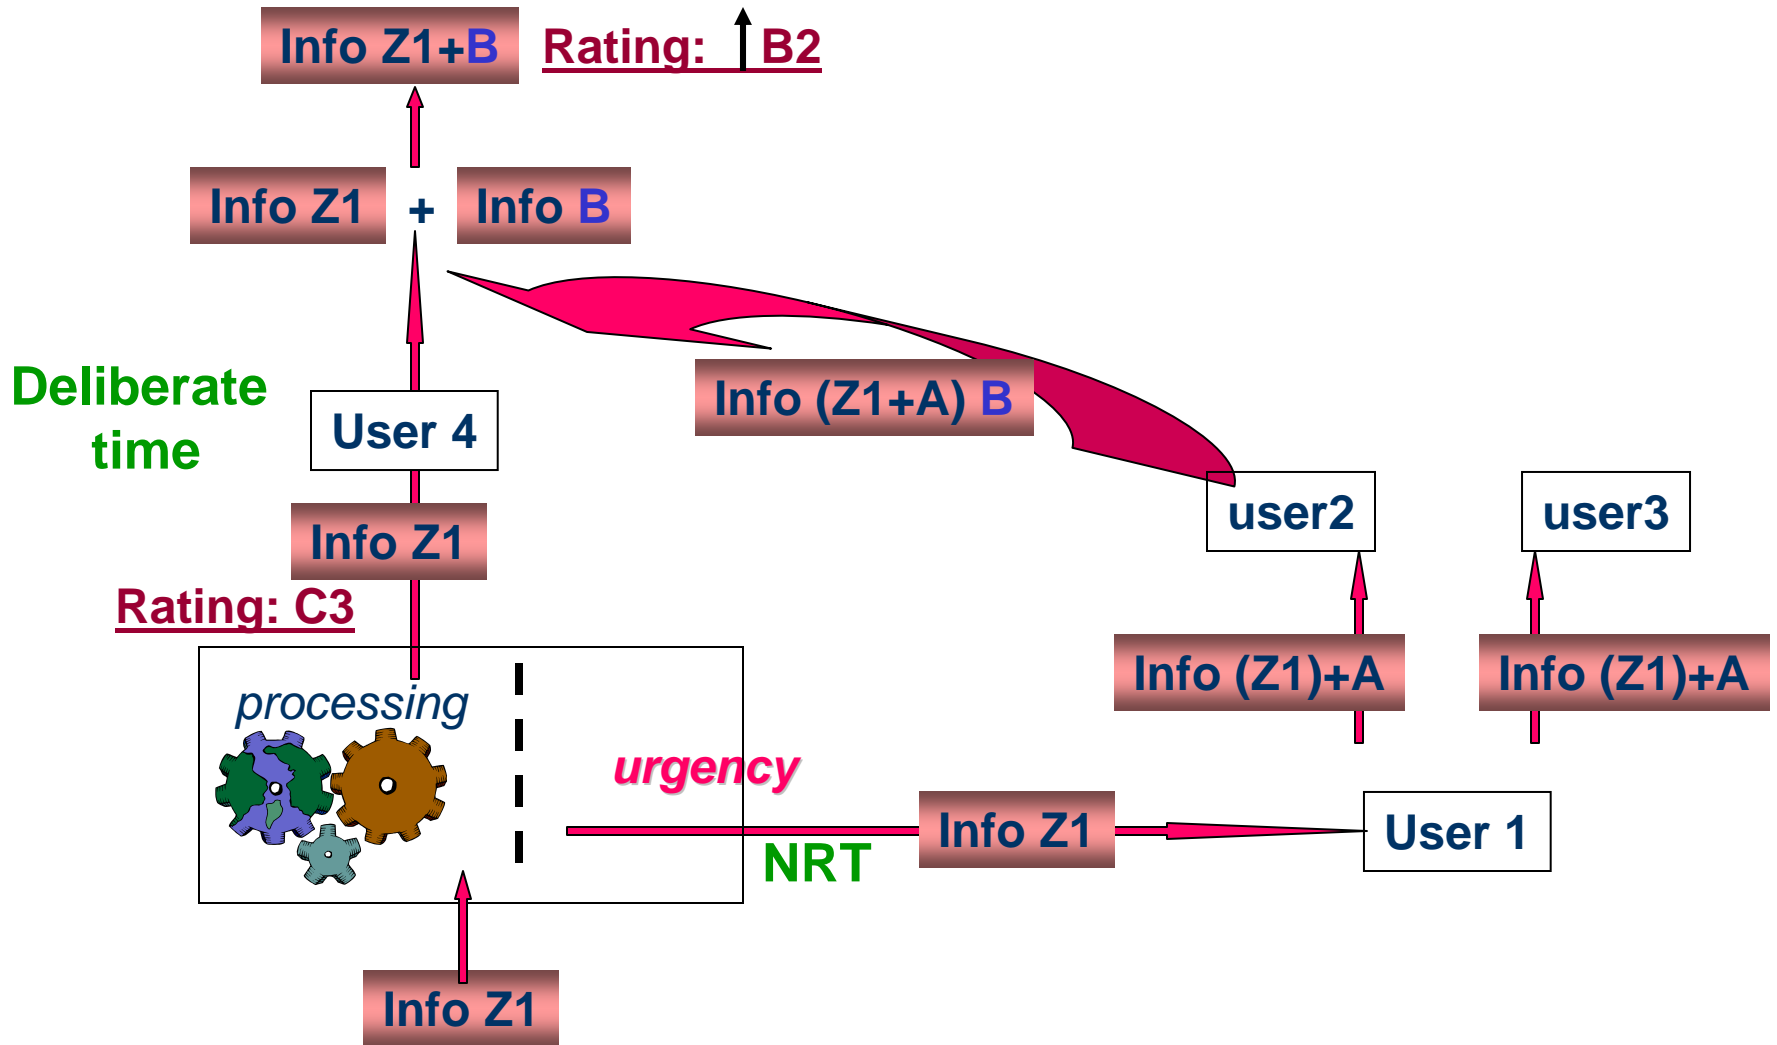 Info Z1+B
Rating: B2
Info Z1
+
Info B
Deliberate
time
Info (Z1+A) B
User 4
user2
user3
Info Z1
Rating: C3
Info (Z1)+A
Info (Z1)+A
processing
urgency
Info Z1
User 1
NRT
Info Z1